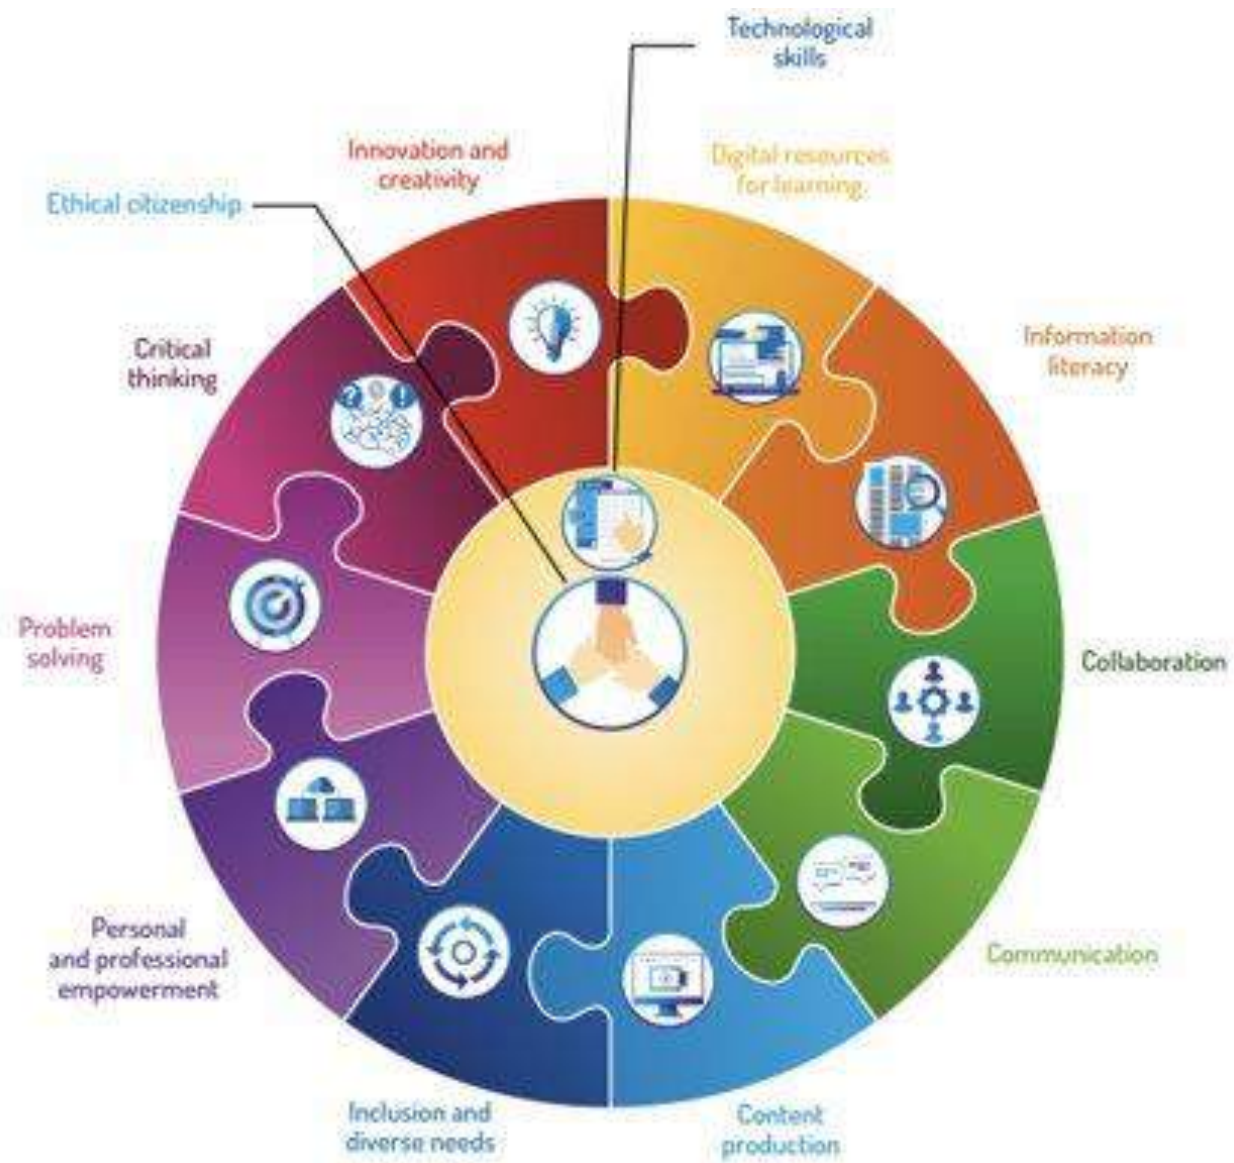 Technological
skills
Innovation and
creativity
Digital resources
for learning
Ethical citizenship
Critical
thinking
Information
literacy
Problem
solving
Collaboration
Personal
and professional
empowerment
Communication
Inclusion and
diverse needs
Content
production